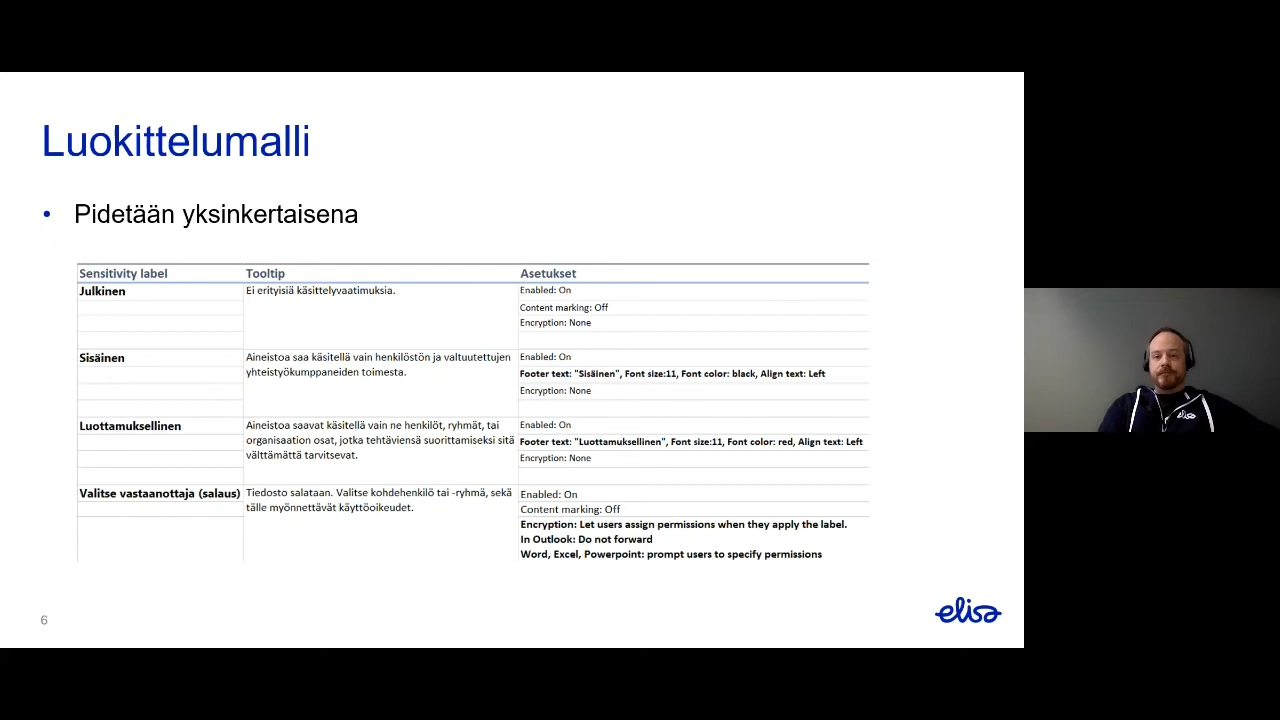 Luokittelumalli
• Pidetään yksinkertaisena
Sensitivity label Tooltip Asetukset
Julkinen Ei erityisiä käsittelyvaatimuksia. Enabled: On
Content marking: Off
Encryption: None
Sisäinen Aineistoa saa käsitellä vain henkilöstön ja valtuutettujen Enabled: On
yhteistyökumppaneiden toimesta. Footer text: "Sisäinen", Font size:11, Font color: black, Align text: Left
Encryption: None
Luottamuksellinen Aineistoa saavat käsitellä vain ne henkilöt, ryhmät, tai Enabled: On
organisaation osat, jotka tehtäviensä suorittamiseksi sitä Footer text: "Luottamuksellinen", Font size:11, Font color: red, Align text: Left
välttämättä tarvitsevat. Encryption: None
Valitse vastaanottaja (salaus) Tiedosto salataan. Valitse kohdehenkilö tai -ryhmä, sekä Enabled: On
tälle myönnettävät käyttöoikeudet. Content marking: Off
Encryption: Let users assign permissions when they apply the label.
In Outlook: Do not forward
Word, Excel, Powerpoint: prompt users to specify permissions
6
elisa
elisa